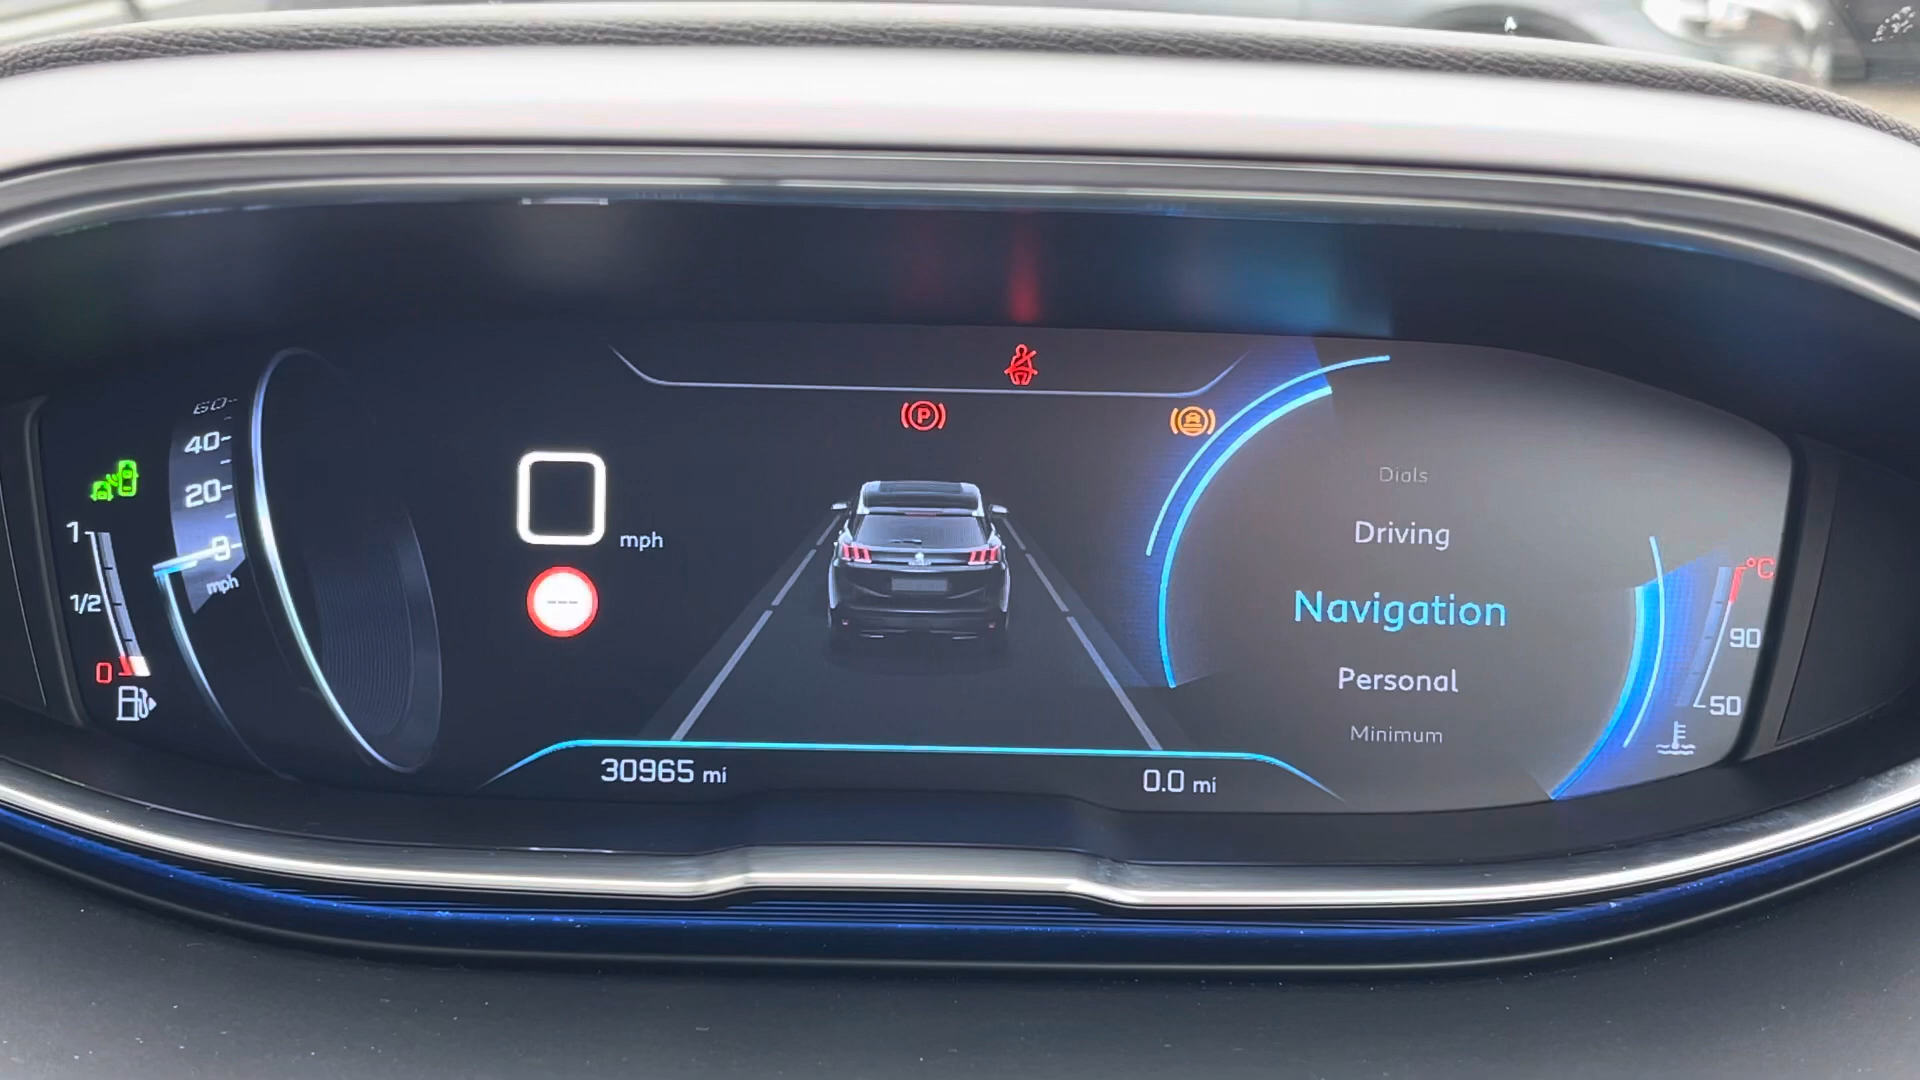 60
40
20
0
mph
1
1/2
0
mph
---
P
30965 mi
0.0 mi
Dials
Driving
Navigation
Personal
Minimum
°C
90
50